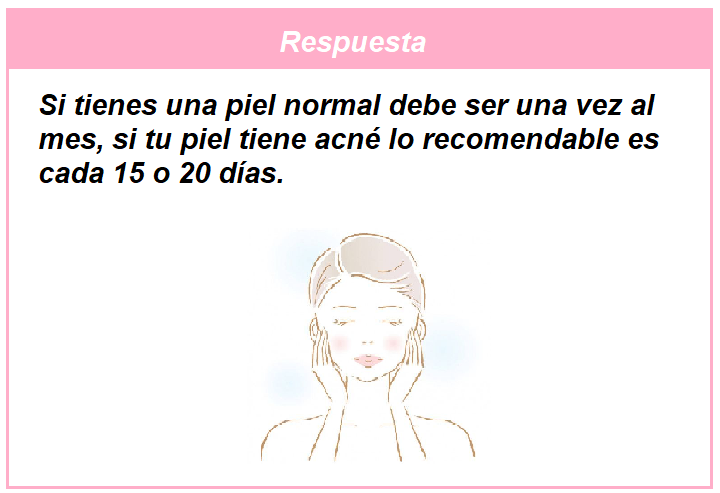 Respuesta
Si tienes una piel normal debe ser una vez al
mes, si tu piel tiene acné lo recomendable es
cada 15 o 20 días.